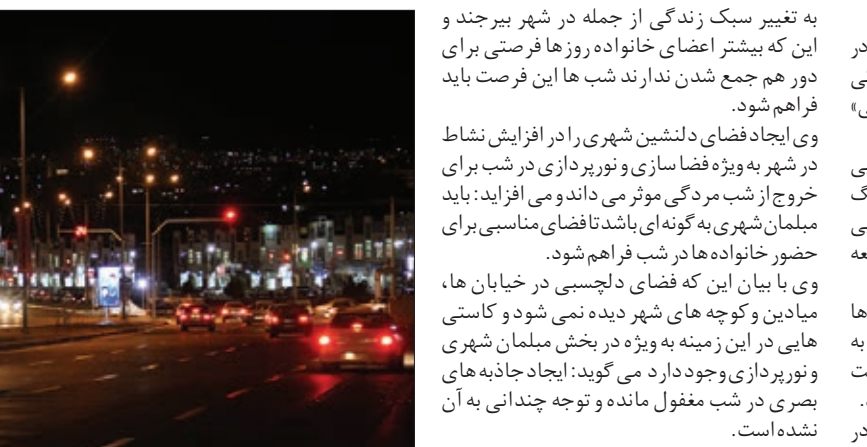 به تغییر سبک زندگی از جمله در شهر بیرجند و
این که بیشتر اعضای خانواده روزها فرصتی برای
دور هم جمع شدن ندارند شب ها این فرصت باید
فراهم شود.
وی ایجاد فضای دلنشین شهری را در افزایش نشاط
در شهر به ویژه فضا سازی و نورپردازی در شب برای
خروج از شب مردگی موثر می داند و می افزاید: باید
مبلمان شهری به گونه ای باشد تا فضای مناسبی برای
حضور خانواده ها در شب فراهم شود.
وی با بیان این که فضای دلچسبی در خیابان ها،
میادین و کوچه های شهر دیده نمی شود و کاستی
هایی در این زمینه به ویژه در بخش مبلمان شهری
و نورپردازی وجود دارد می گوید: ایجاد جاذبه های
بصری در شب مغفول مانده و توجه چندانی به آن
نشده است.